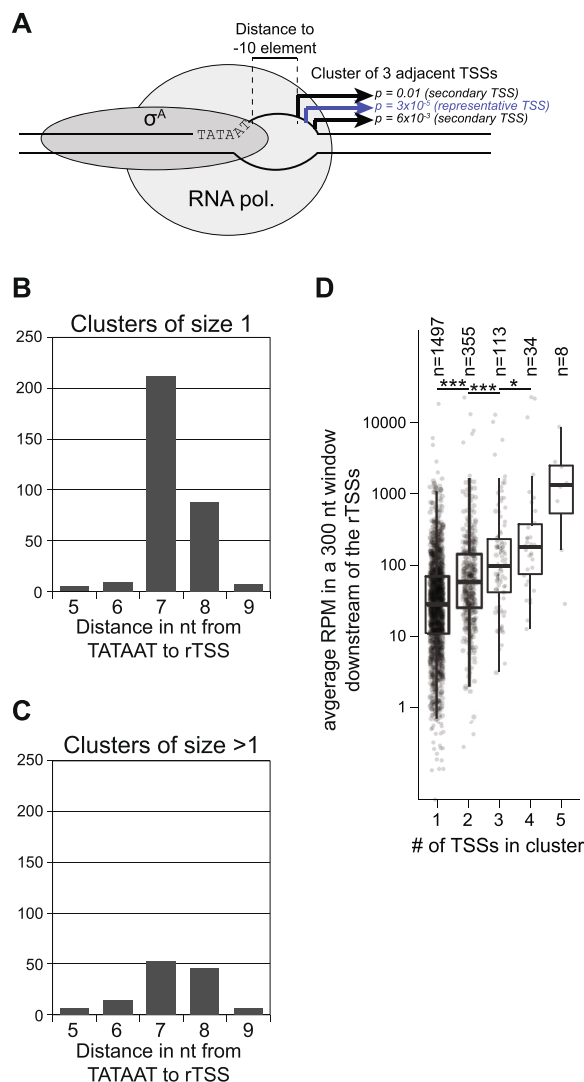 A
Distance to
-10 element
Cluster of 3 adjacent TSSs
p = 0.01 (secondary TSS)
p = 3x10-5 (representative TSS)
p = 6x10-3 (secondary TSS)
σA
TATAAT
RNA pol.
B
Clusters of size 1
250
200
150
100
50
0
5 6 7 8 9
Distance in nt from
TATAAT to rTSS
C
Clusters of size >1
250
200
150
100
50
0
5 6 7 8 9
Distance in nt from
TATAAT to rTSS
D
n=1497
n=355
n=113
n=34
n=8
*** *** *
avgerage RPM in a 300 nt window
downstream of the rTSSs
10000
1000
100
10
1
1 2 3 4 5
# of TSSs in cluster